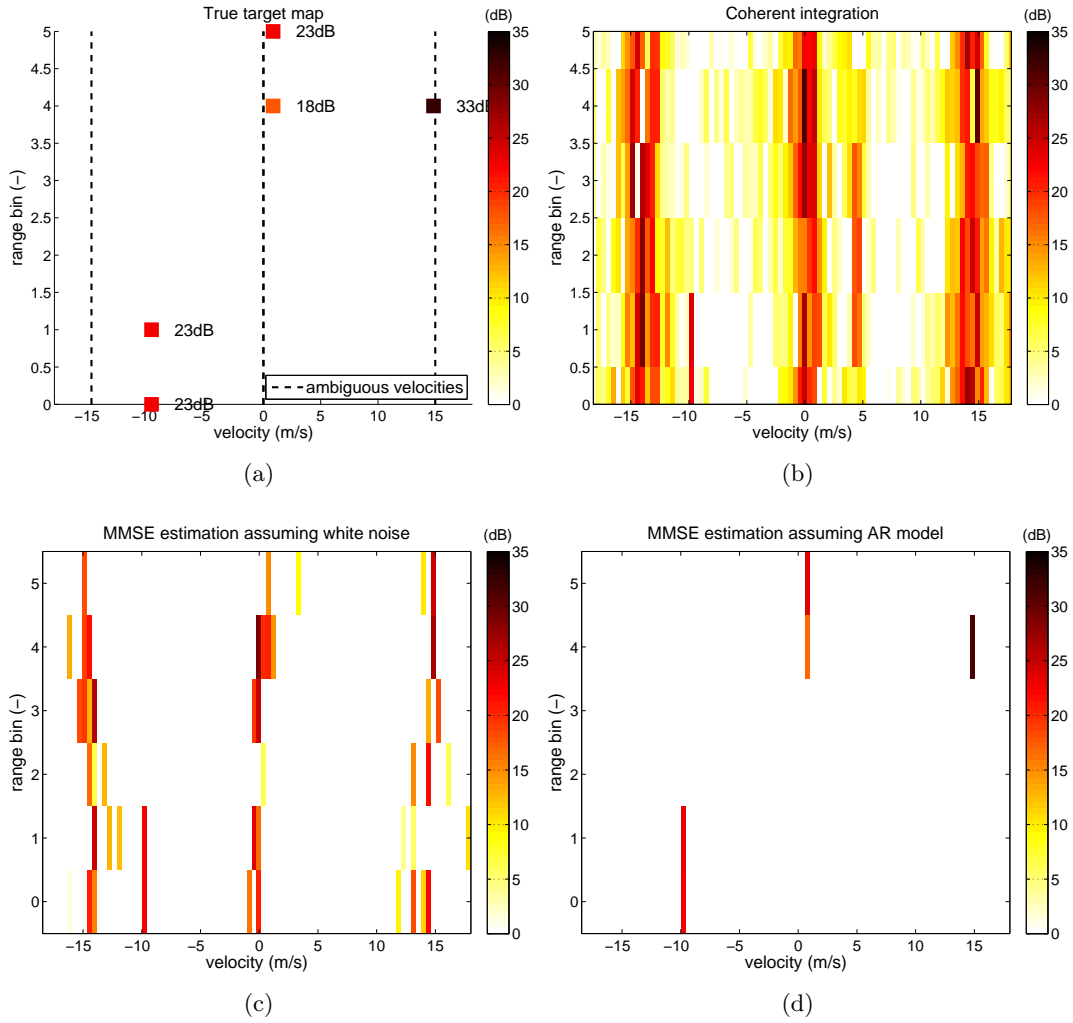 True target map
(dB)
5
4.5
4
3.5
3
2.5
2
1.5
1
0.5
0
range bin (−)
23dB
18dB
33dB
23dB
23dB
ambiguous velocities
−15 −10 −5 0 5 10 15
velocity (m/s)
35
30
25
20
15
10
5
0
(a)
Coherent integration
(dB)
5
4.5
4
3.5
3
2.5
2
1.5
1
0.5
0
range bin (−)
−15 −10 −5 0 5 10 15
velocity (m/s)
35
30
25
20
15
10
5
0
(b)
MMSE estimation assuming white noise
(dB)
5
4
3
2
1
0
range bin (−)
−15 −10 −5 0 5 10 15
velocity (m/s)
35
30
25
20
15
10
5
0
(c)
MMSE estimation assuming AR model
(dB)
5
4
3
2
1
0
range bin (−)
−15 −10 −5 0 5 10 15
velocity (m/s)
35
30
25
20
15
10
5
0
(d)